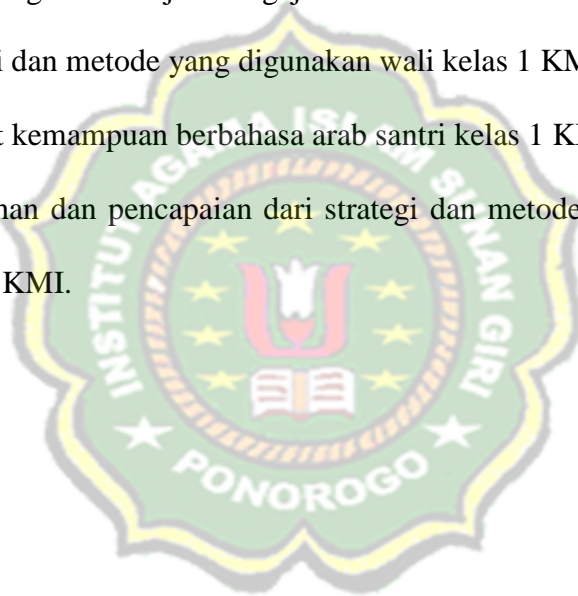 i dan metode yang digunakan wali kelas 1 KM
t kemampuan berbahasa arab santri kelas 1 K
nan dan pencapaian dari strategi dan metode
KMI.
INSTITUT AGAMA ISLAM SUNAN GIRI
PONOROGO